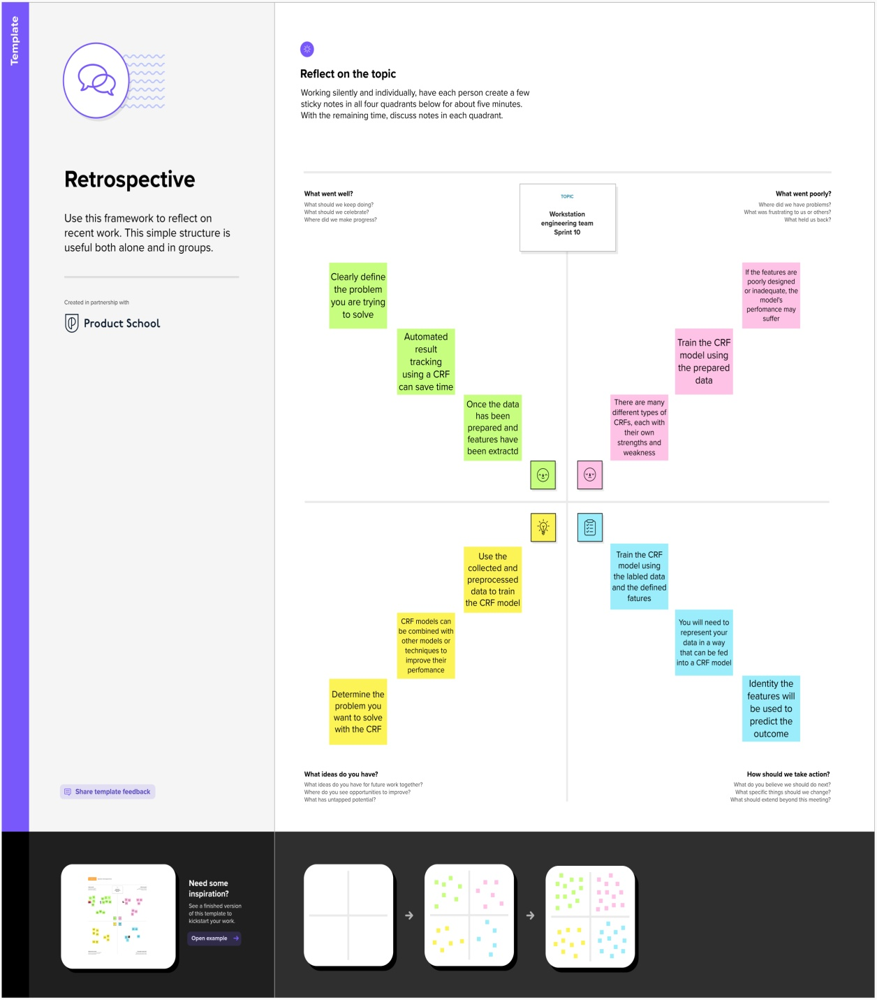 Template
Retrospective
Use this framework to reflect on
recent work. This simple structure is
useful both alone and in groups.
Created in partnership with
Product School
Share template feedback
Reflect on the topic
Working silently and individually, have each person create a few
sticky notes in all four quadrants below for about five minutes.
With the remaining time, discuss notes in each quadrant.
What went well?
What should we keep doing?
What should we celebrate?
Where did we make progress?
TOPIC
Workstation
engineering team
Sprint 10
What went poorly?
Where did we have problems?
What was frustrating to us or others?
What held us back?
Clearly define
the problem
you are trying
to solve
Automated
result
tracking
using a CRF
can save time
Once the data
has been
prepared and
features have
been extractd
If the features are
poorly designed
or inadequate, the
model's
perfomance may
suffer
Train the CRF
model using
the prepared
data
There are many
different types of
CRFs, each with
their own
strengths and
weakness
Use the
collected and
preprocessed
data to train
the CRF model
CRF models can
be combined with
other models or
techniques to
improve their
perfomance
Determine the
problem you
want to solve
with the CRF
Train the CRF
model using
the labled data
and the defined
fatures
You will need to
represent your
data in a way
that can be fed
into a CRF model
Identity the
features will
be used to
predict the
outcome
What ideas do you have?
What ideas do you have for future work together?
Where do you see opportunities to improve?
What has untapped potential?
How should we take action?
What do you believe we should do next?
What specific things should we change?
What should extend beyond this meeting?
Need some
inspiration?
See a finished version
of this template to
kickstart your work.
Open example